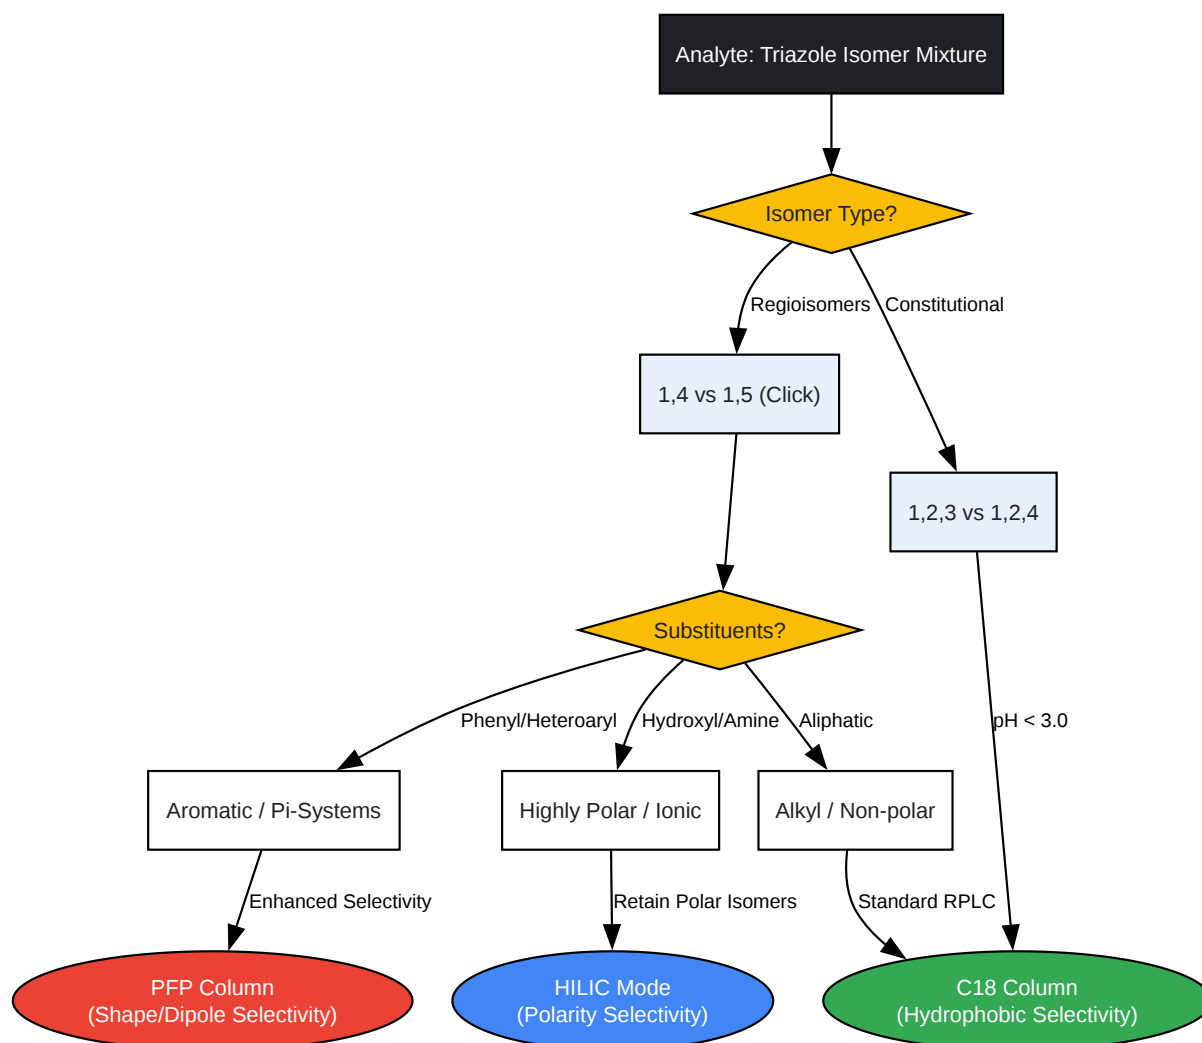 Analyte: Triazole Isomer Mixture
Isomer Type?
Regioisomers
Constitutional
1,4 vs 1,5 (Click)
1,2,3 vs 1,2,4
Substituents?
Phenyl/Heteroaryl
Hydroxyl/Amine
Aliphatic
pH < 3.0
Aromatic / Pi-Systems
Highly Polar / Ionic
Alkyl / Non-polar
Enhanced Selectivity
Retain Polar Isomers
Standard RPLC
PFP Column
(Shape/Dipole Selectivity)
HILIC Mode
(Polarity Selectivity)
C18 Column
(Hydrophobic Selectivity)